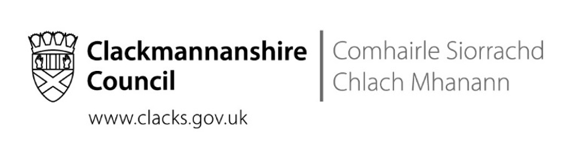 Clackmannanshire
Council
www.clacks.gov.uk
Comhairle Siorrachd
Chlach Mhanann